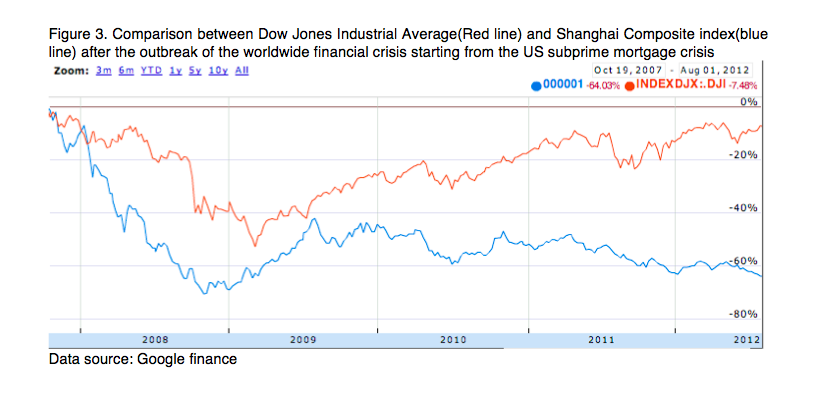 Figure 3. Comparison between Dow Jones Industrial Average(Red line) and Shanghai Composite index(blue
line) after the outbreak of the worldwide financial crisis starting from the US subprime mortgage crisis
Zoom: 3m 6m YTD 1y 5y 10y All
Oct 19, 2007 - Aug 01, 2012
000001 -64.03% INDEXDJX:.DJI -7.48%
0%
-20%
-40%
-60%
-80%
2008 2009 2010 2011 2012
Data source: Google finance